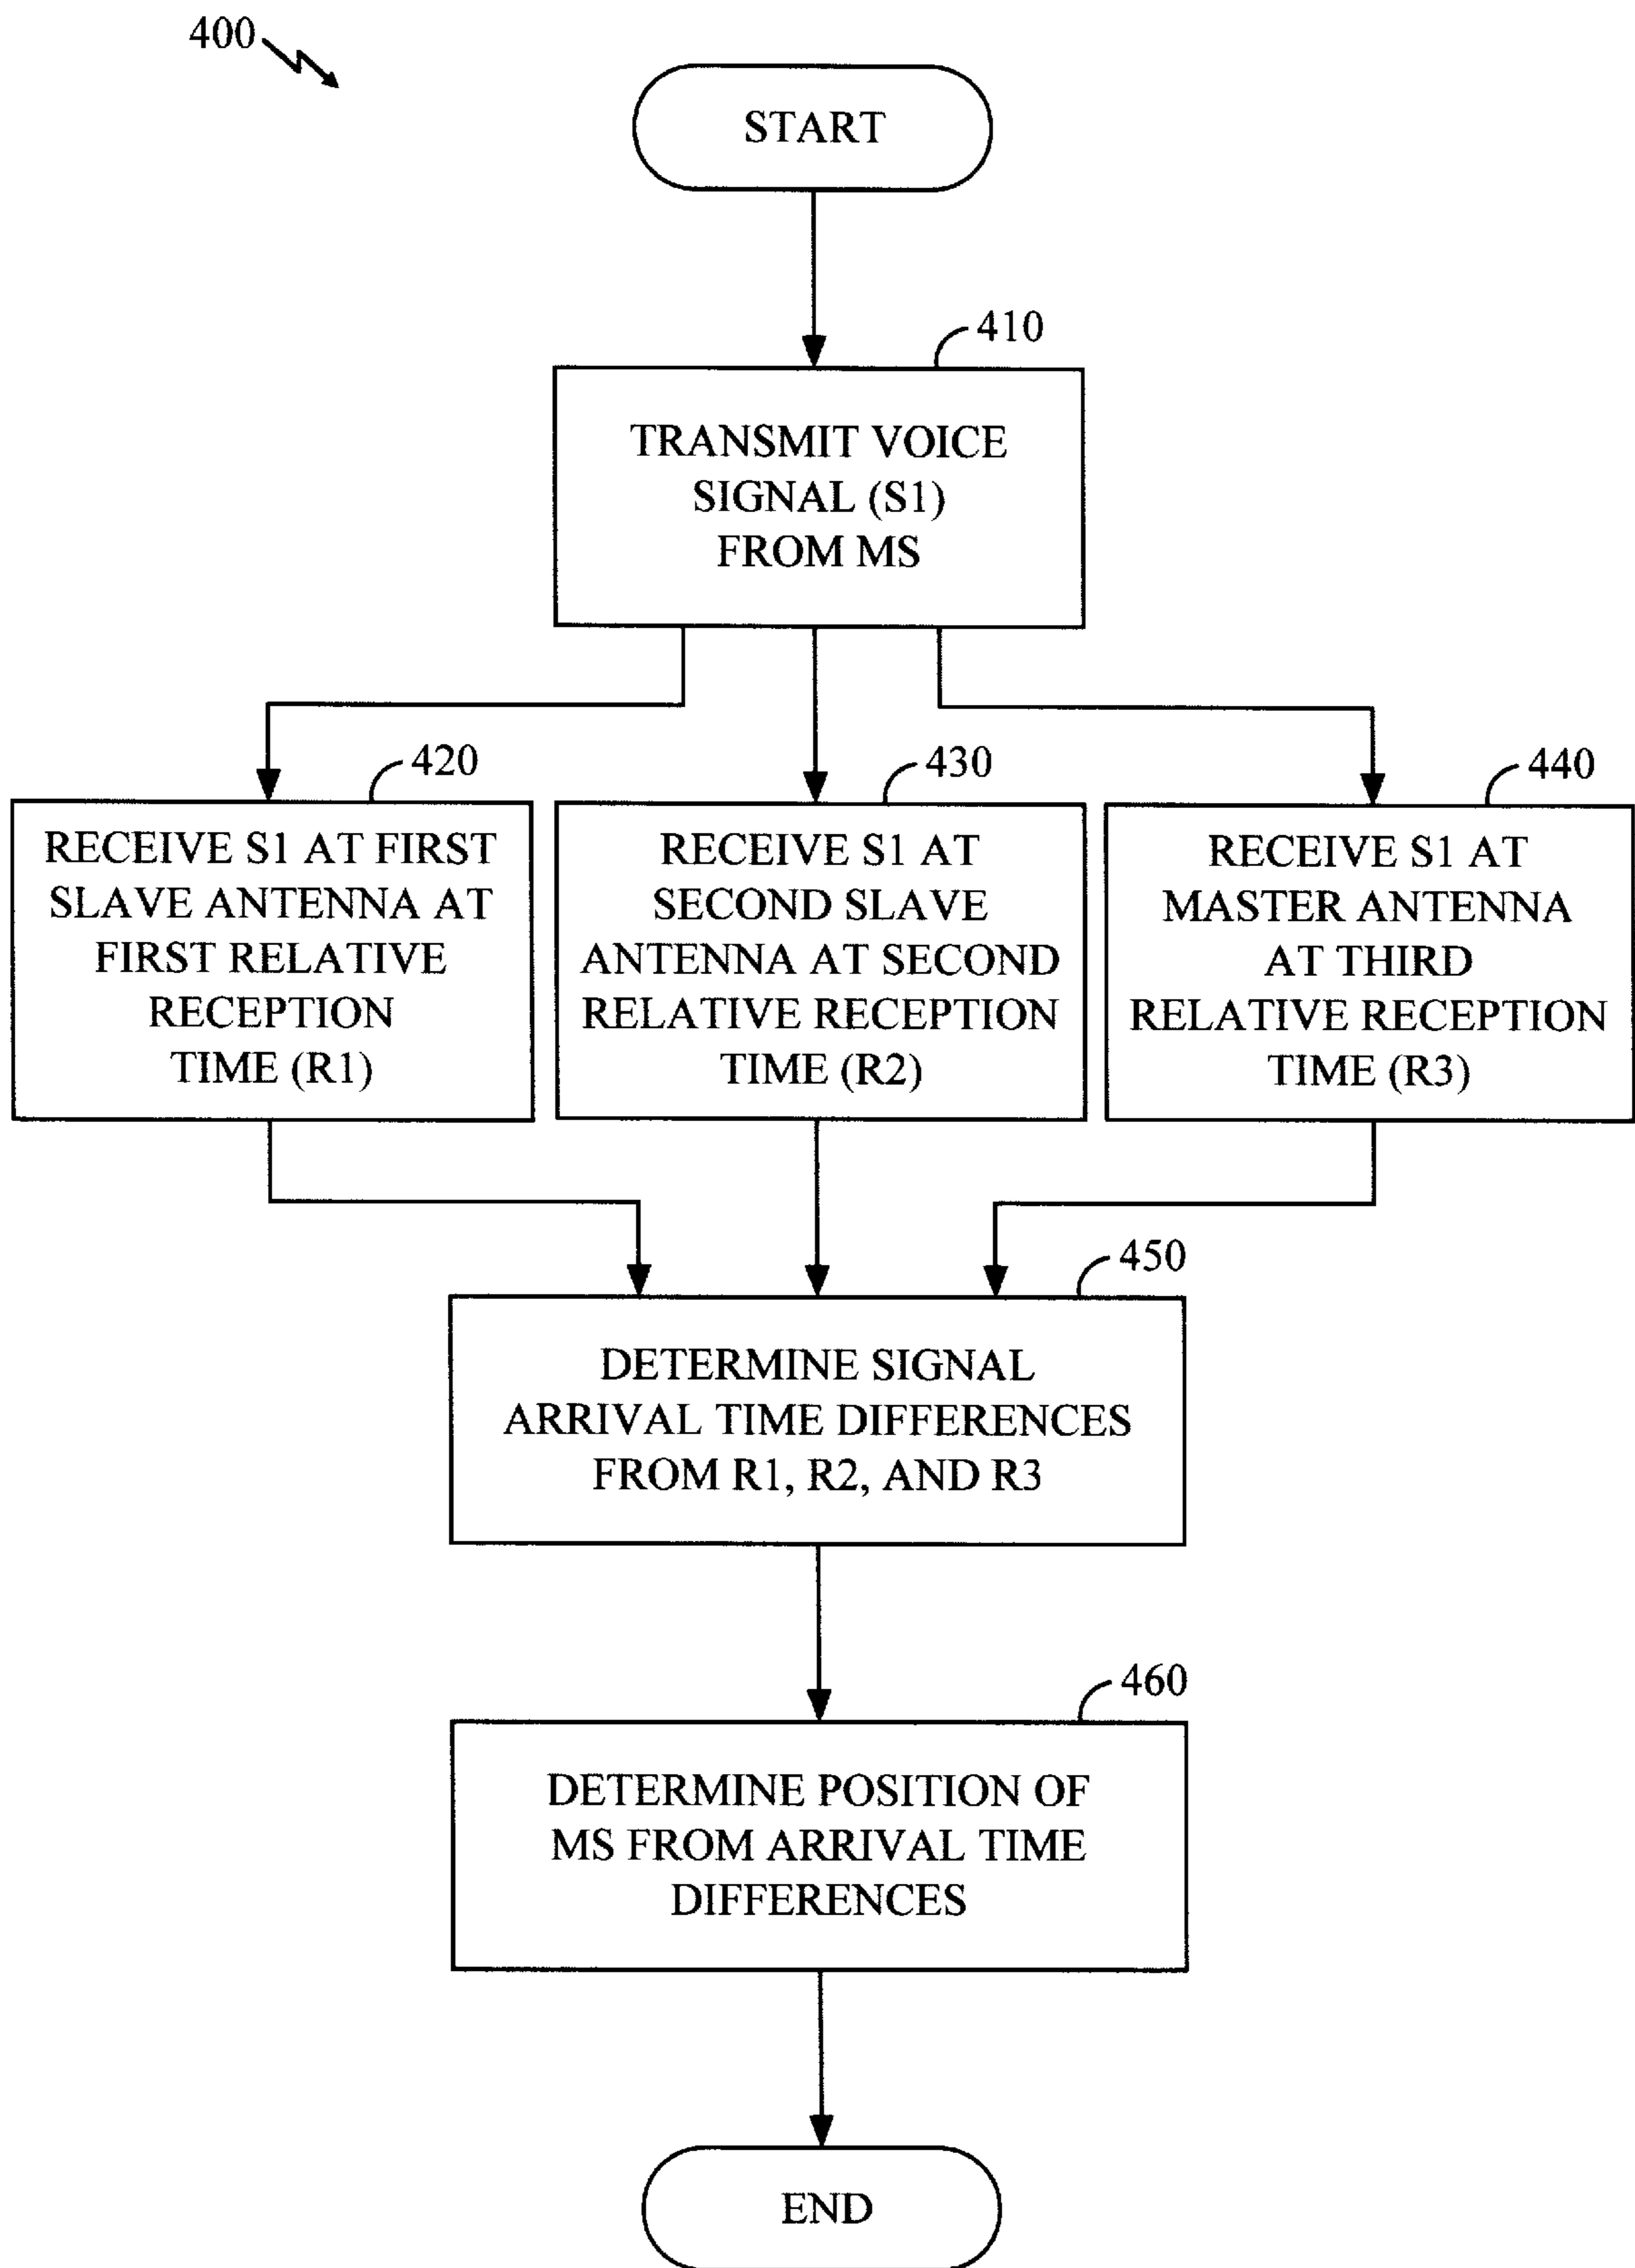 400
START
410
TRANSMIT VOICE
SIGNAL (S1)
FROM MS
420
RECEIVE S1 AT FIRST
SLAVE ANTENNA AT
FIRST RELATIVE
RECEPTION
TIME (R1)
430
RECEIVE S1 AT
SECOND SLAVE
ANTENNA AT SECOND
RELATIVE RECEPTION
TIME (R2)
440
RECEIVE S1 AT
MASTER ANTENNA
AT THIRD
RELATIVE RECEPTION
TIME (R3)
450
DETERMINE SIGNAL
ARRIVAL TIME DIFFERENCES
FROM R1, R2, AND R3
460
DETERMINE POSITION OF
MS FROM ARRIVAL TIME
DIFFERENCES
END